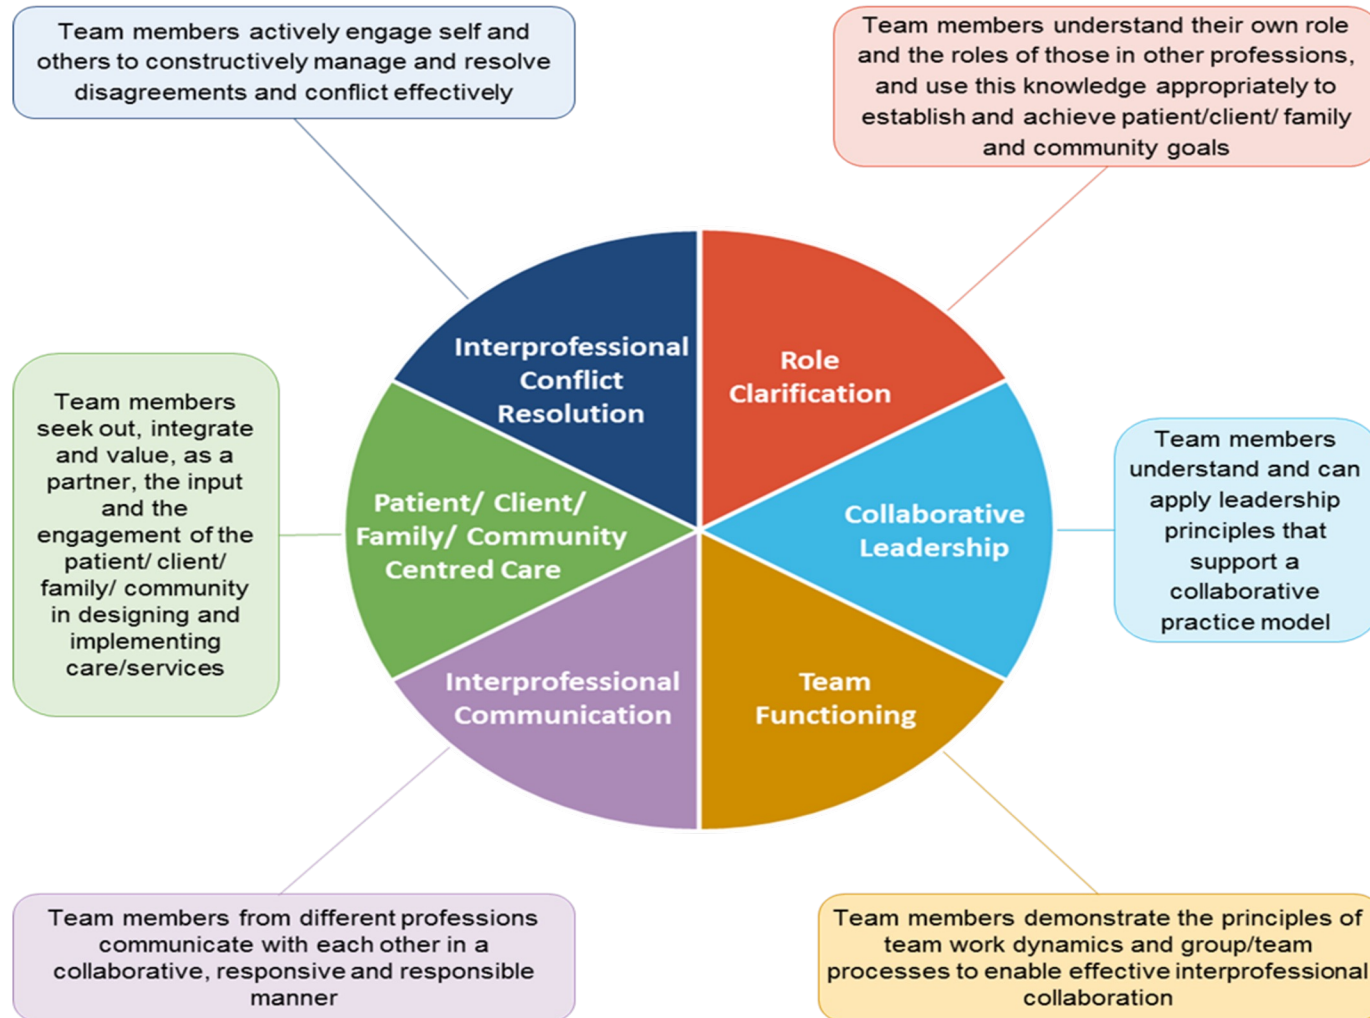 Team members actively engage self and
others to constructively manage and resolve
disagreements and conflict effectively
Team members understand their own role
and the roles of those in other professions,
and use this knowledge appropriately to
establish and achieve patient/client/ family
and community goals
Interprofessional
Conflict
Resolution
Role
Clarification
Team members
seek out, integrate
and value, as a
partner, the input
and the
engagement of the
patient/ client/
family/ community
in designing and
implementing
care/services
Patient/ Client/
Family/ Community
Centred Care
Collaborative
Leadership
Team members
understand and can
apply leadership
principles that
support a
collaborative
practice model
Interprofessional
Communication
Team
Functioning
Team members from different professions
communicate with each other in a
collaborative, responsive and responsible
manner
Team members demonstrate the principles of
team work dynamics and group/team
processes to enable effective interprofessional
collaboration